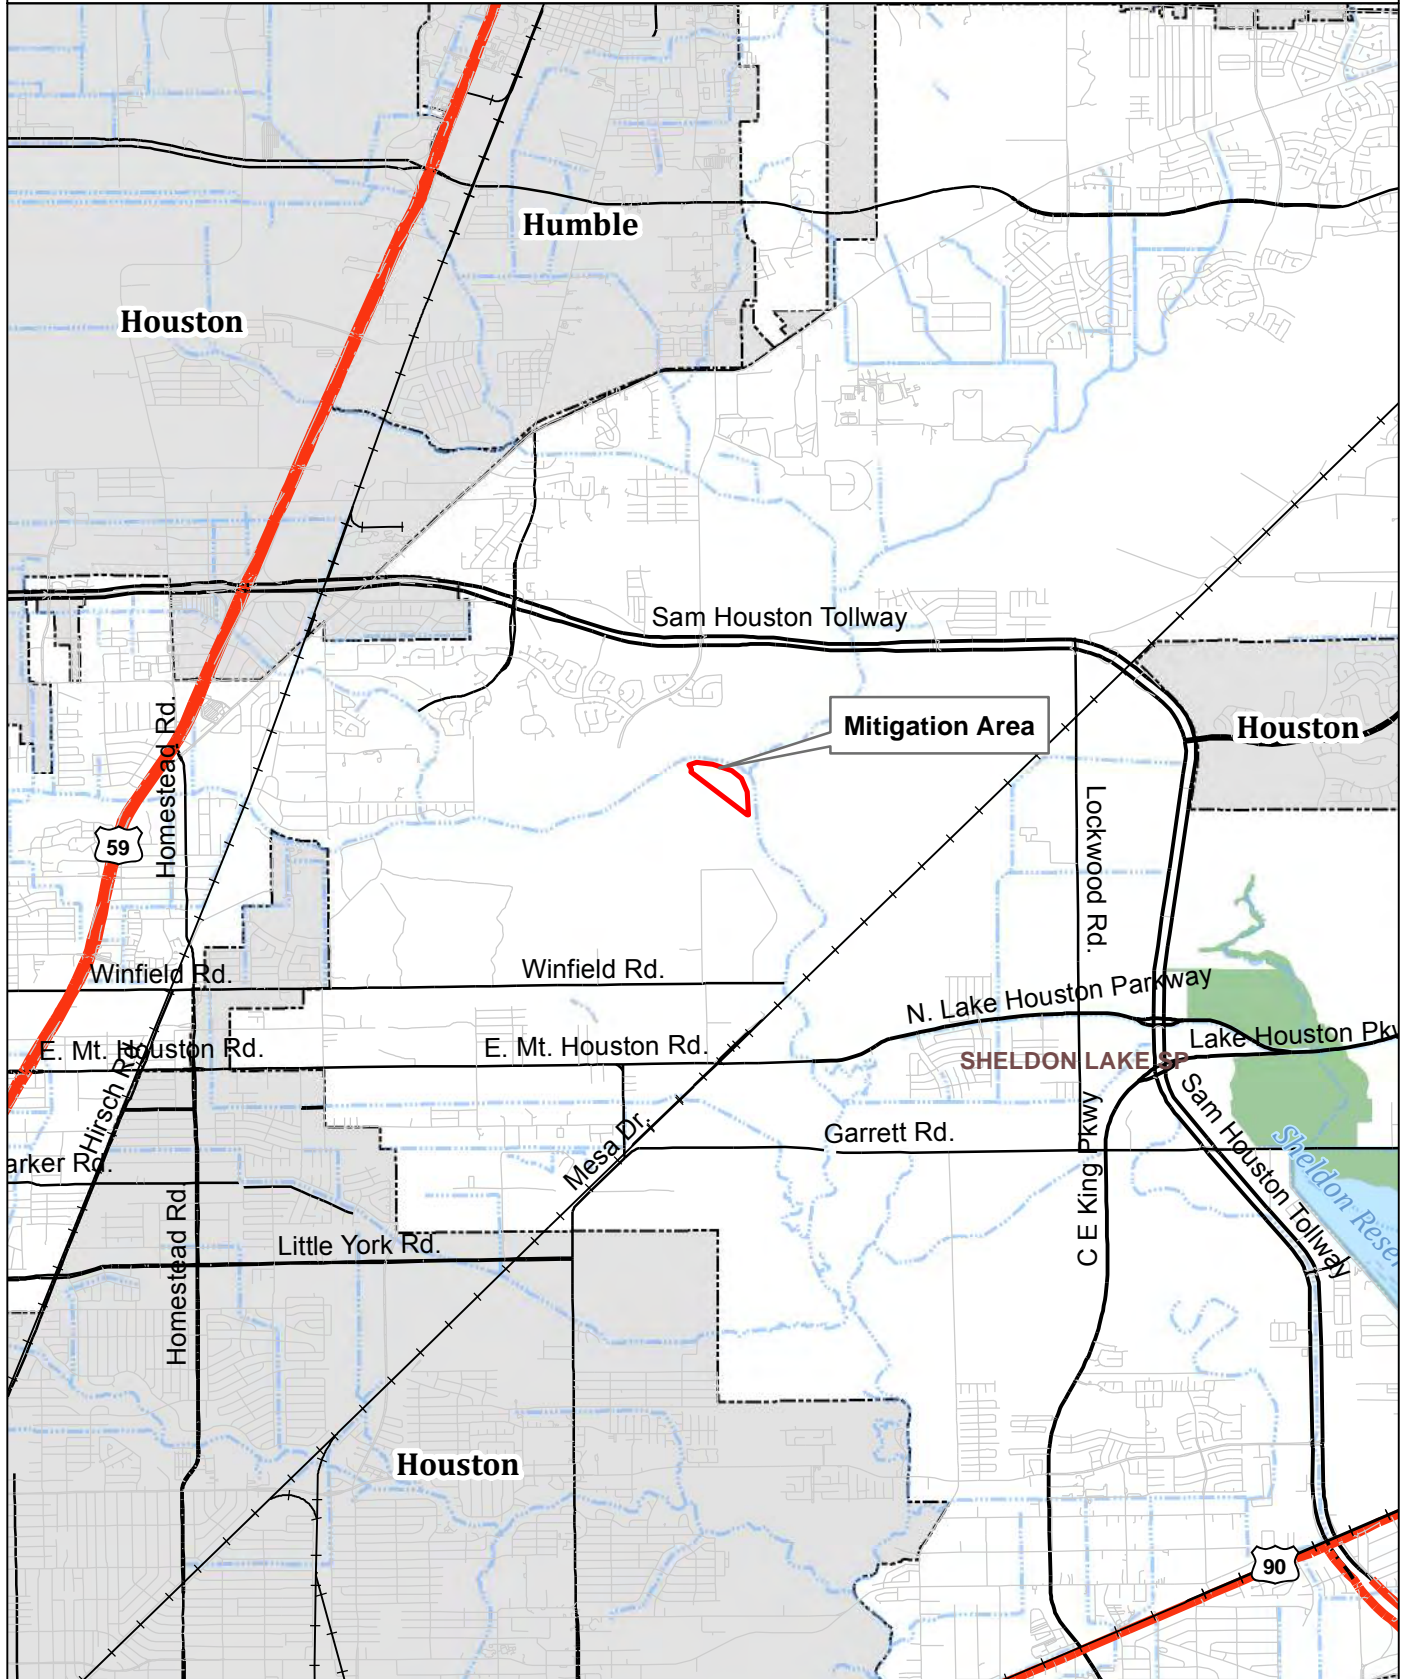 Humble
Houston
Sam Houston Tollway
Mitigation Area
Houston
Homestead Rd.
59
Lockwood Rd.
Winfield Rd.
Winfield Rd.
N. Lake Houston Parkway
E. Mt. Houston Rd.
E. Mt. Houston Rd.
Lake Houston Pkw
SHELDON LAKE SP
Hirsch Rd.
Mesa Dr.
Garrett Rd.
C E King Pkwy
Sam Houston Tollway
Sheldon Reser
arker Rd.
Homestead Rd
Little York Rd.
Houston
90